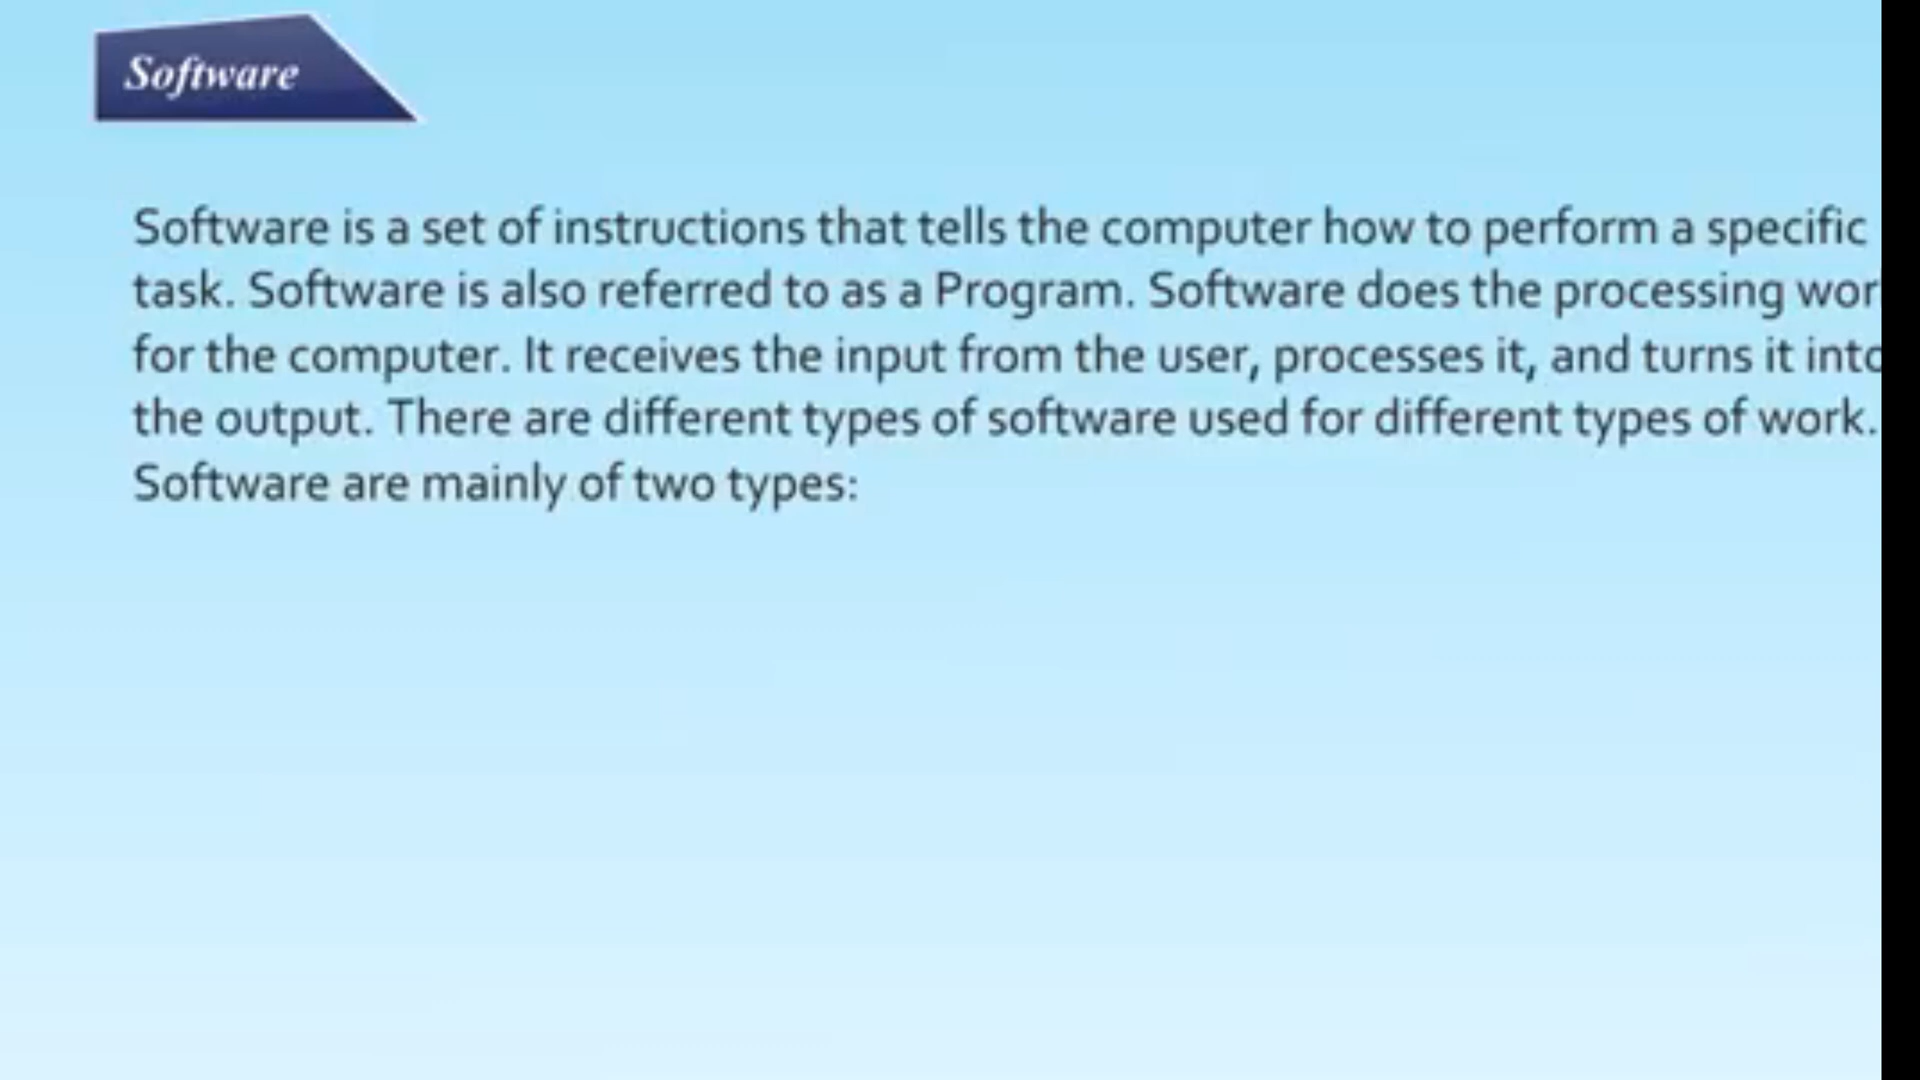 Software
Software is a set of instructions that tells the computer how to perform a specific
task. Software is also referred to as a Program. Software does the processing wor
for the computer. It receives the input from the user, processes it, and turns it into
the output. There are different types of software used for different types of work.
Software are mainly of two types: